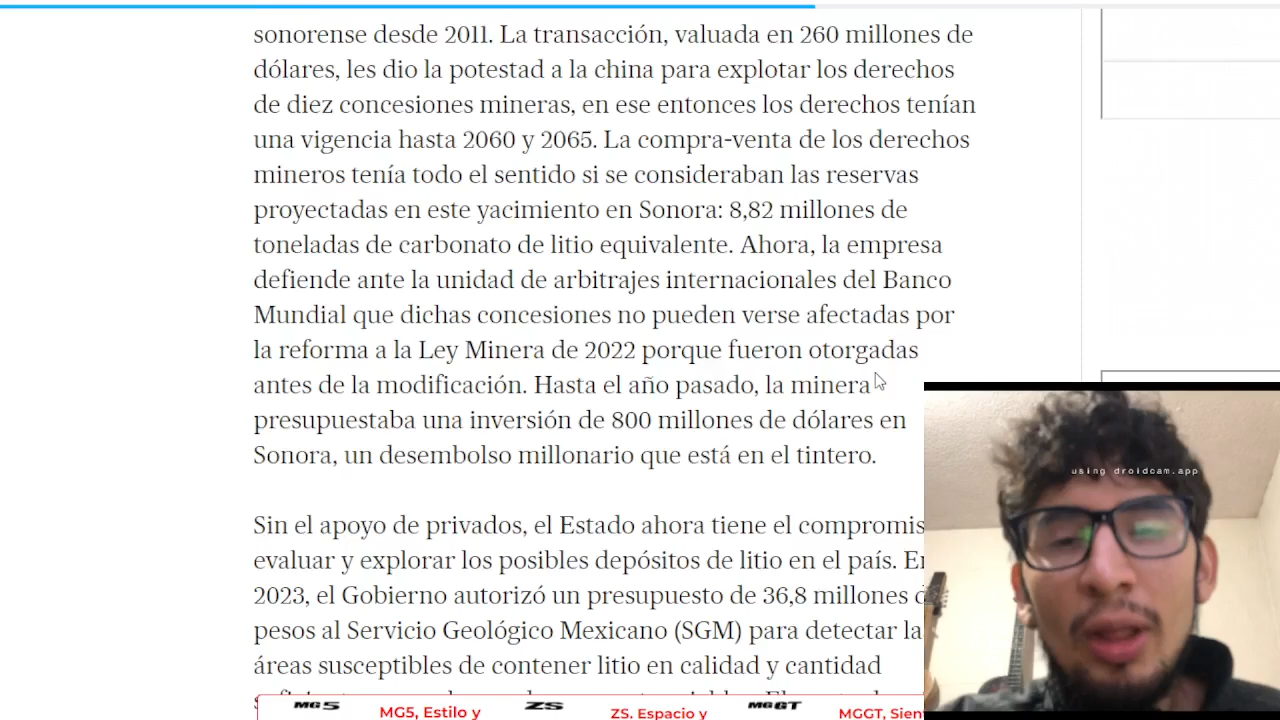 sonorense desde 2011. La transacción, valuada en 260 millones de
dólares, les dio la potestad a la china para explotar los derechos
de diez concesiones mineras, en ese entonces los derechos tenían
una vigencia hasta 2060 y 2065. La compra-venta de los derechos
mineros tenía todo el sentido si se consideraban las reservas
proyectadas en este yacimiento en Sonora: 8,82 millones de
toneladas de carbonato de litio equivalente. Ahora, la empresa
defiende ante la unidad de arbitrajes internacionales del Banco
Mundial que dichas concesiones no pueden verse afectadas por
la reforma a la Ley Minera de 2022 porque fueron otorgadas
antes de la modificación. Hasta el año pasado, la minera
presupuestaba una inversión de 800 millones de dólares en
Sonora, un desembolso millonario que está en el tintero.
using droidcam.app
Sin el apoyo de privados, el Estado ahora tiene el compromis
evaluar y explorar los posibles depósitos de litio en el país.
2023, el Gobierno autorizó un presupuesto de 36,8 millones
pesos al Servicio Geológico Mexicano (SGM) para detectar la
áreas susceptibles de contener litio en calidad y cantidad
MG5 MG5, Estilo y ZS ZS. Espacio y MGGT MGGT, Sien